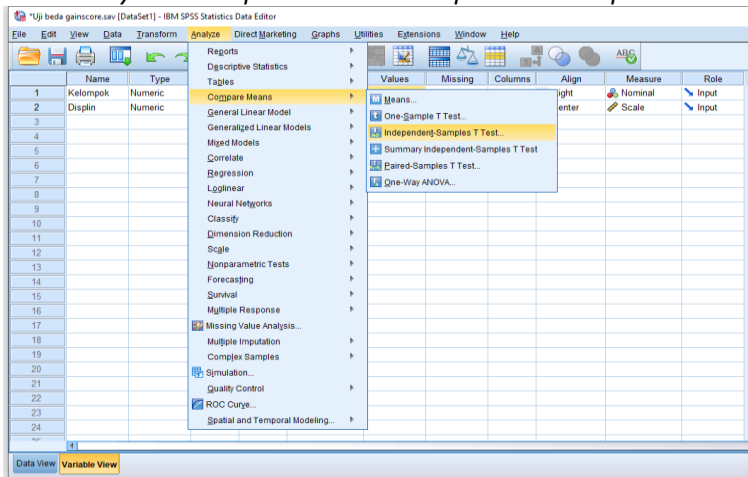 *Uji beda gainscore.sav [DataSet1] - IBM SPSS Statistics Data Editor
File Edit View Data Transform Analyze Direct Marketing Graphs Utilities Extensions Window Help
Name Type Values Missing Columns Align Measure Role
1 Kelompok Numeric ight Nominal Input
2 Displin Numeric enter Scale Input
3
4
5
6
7
8
9
10
11
12
13
14
15
16
17
18
19
20
21
22
23
24
Reports
Descriptive Statistics
Tables
Compare Means
General Linear Model
Generalized Linear Models
Mixed Models
Correlate
Regression
Loglinear
Neural Networks
Classify
Dimension Reduction
Scale
Nonparametric Tests
Forecasting
Survival
Multiple Response
Missing Value Analysis...
Multiple Imputation
Complex Samples
Simulation...
Quality Control
ROC Curve...
Spatial and Temporal Modeling...
Means...
One-Sample T Test...
Independent-Samples T Test...
Summary Independent-Samples T Test
Paired-Samples T Test...
One-Way ANOVA...
Data View Variable View